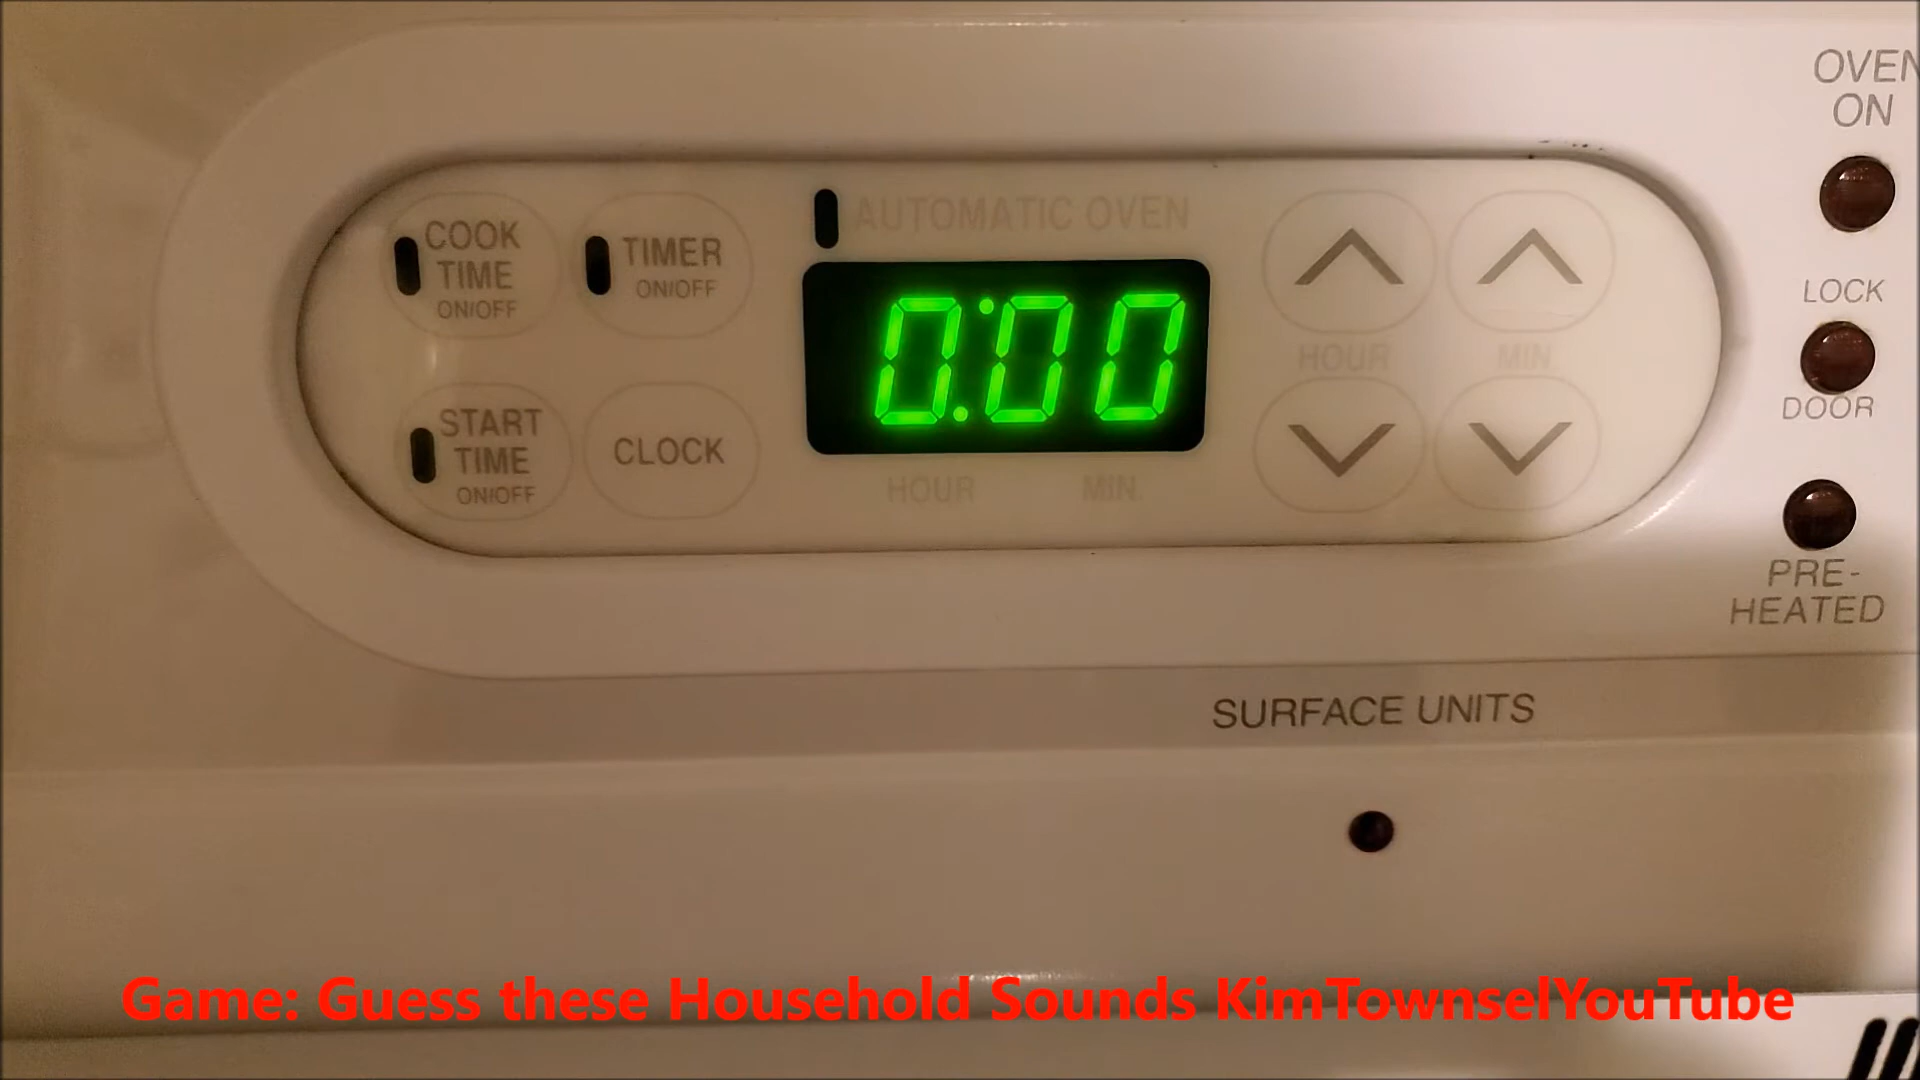 OVEN
ON
COOK
TIME
ON/OFF
TIMER
ON/OFF
AUTOMATIC OVEN
0:00
HOUR
MIN.
HOUR
MIN
LOCK
DOOR
START
TIME
ON/OFF
CLOCK
PRE-
HEATED
SURFACE UNITS
Game: Guess these Household Sounds KimTownselYouTube